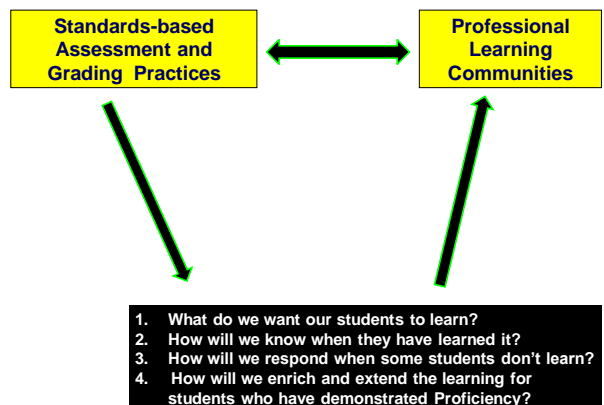 Standards-based
Assessment and
Grading Practices
Professional
Learning
Communities
1. What do we want our students to learn?
2. How will we know when they have learned it?
3. How will we respond when some students don't learn?
4. How will we enrich and extend the learning for
students who have demonstrated Proficiency?